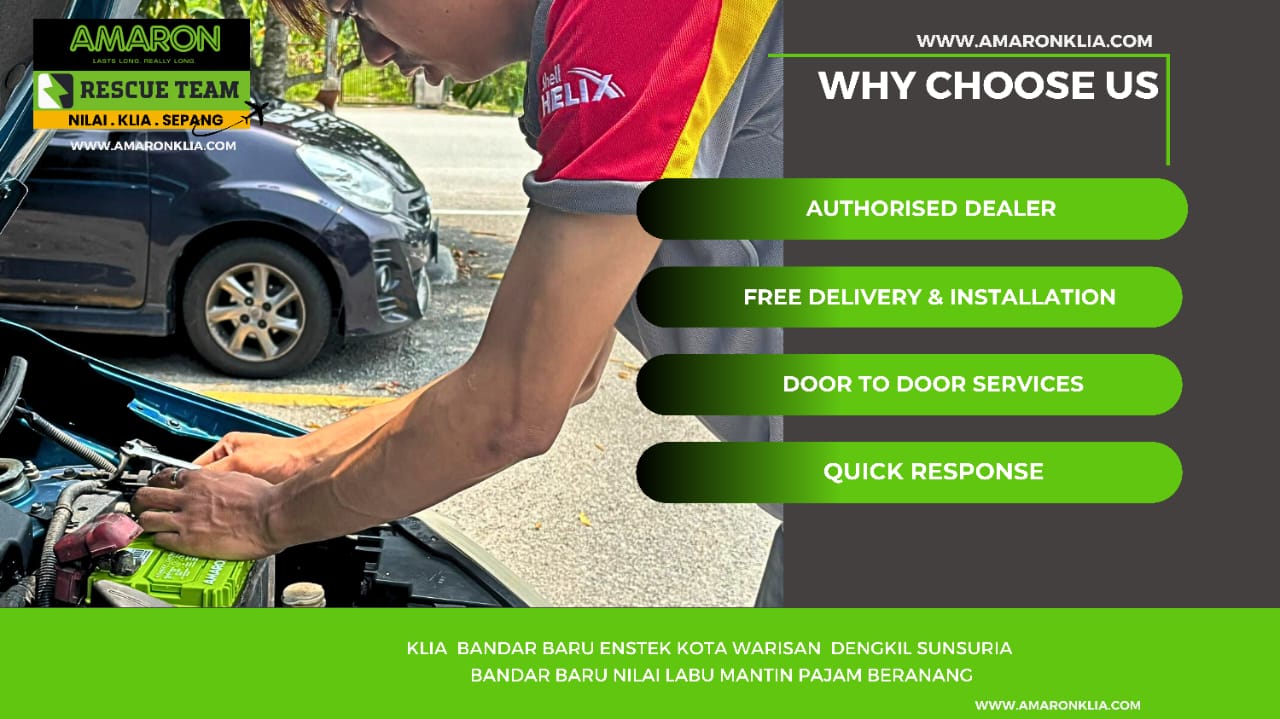 AMARON
LASTS LONG. REALLY LONG.
RESCUE TEAM
NILAI . KLIA . SEPANG
WWW.AMARONKLIA.COM
Shell
HELIX
WWW.AMARONKLIA.COM
WHY CHOOSE US
AUTHORISED DEALER
FREE DELIVERY & INSTALLATION
DOOR TO DOOR SERVICES
QUICK RESPONSE
AMARON
KLIA BANDAR BARU ENSTEK KOTA WARISAN DENGKIL SUNSURIA
BANDAR BARU NILAI LABU MANTIN PAJAM BERANANG
WWW.AMARONKLIA.COM